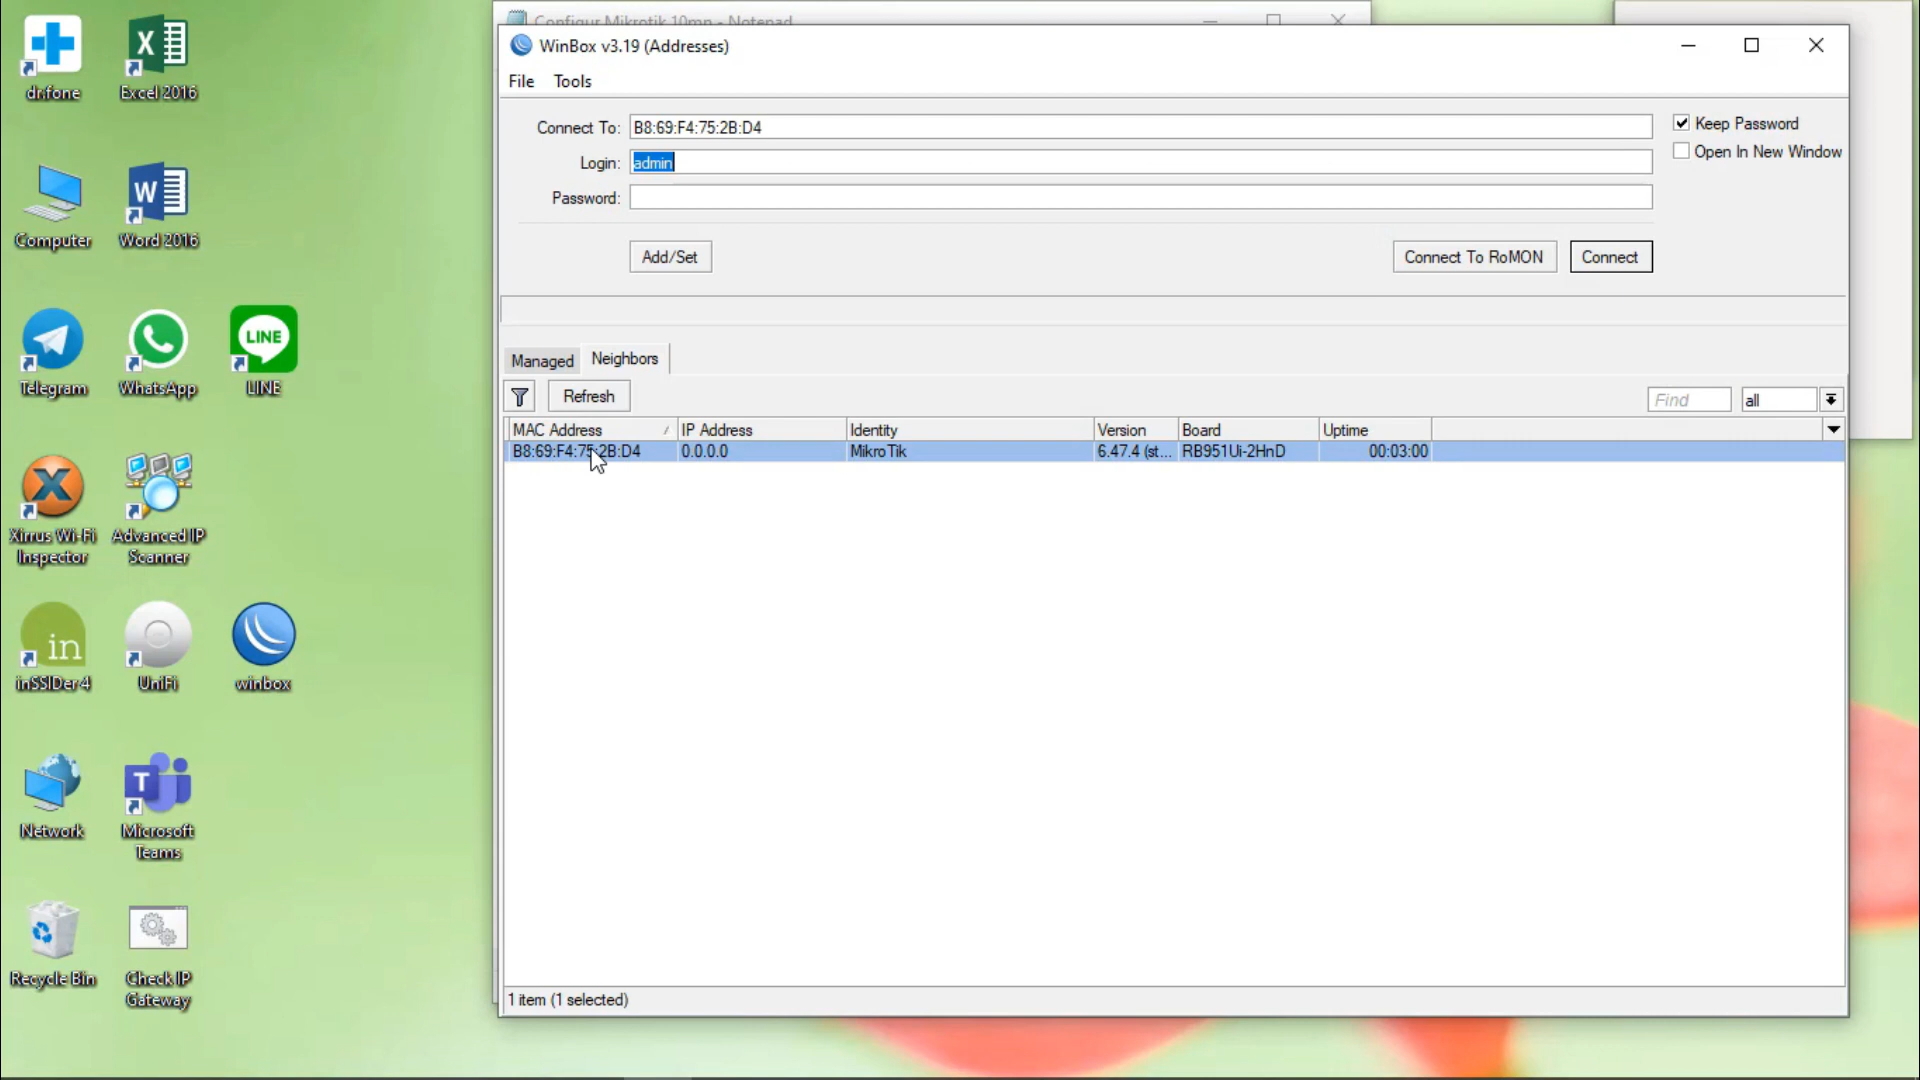 dr.fone
Excel 2016
Computer
Word 2016
Telegram
WhatsApp
LINE
LINE
Xirrus Wi-Fi
Inspector
Advanced IP
Scanner
in
inSSIDer 4
UniFi
winbox
Network
Microsoft
Teams
Recycle Bin
Check IP
Gateway
Configur Mikrotik 10mn - Notepad
WinBox v3.19 (Addresses)
File Tools
Connect To: B8:69:F4:75:2B:D4
Keep Password
Login: admin
Open In New Window
Password:
Add/Set Connect To RoMON Connect
Managed Neighbors
Refresh Find all
MAC Address IP Address Identity Version Board Uptime
B8:69:F4:75:2B:D4 0.0.0.0 MikroTik 6.47.4 (st... RB951Ui-2HnD 00:03:00
1 item (1 selected)